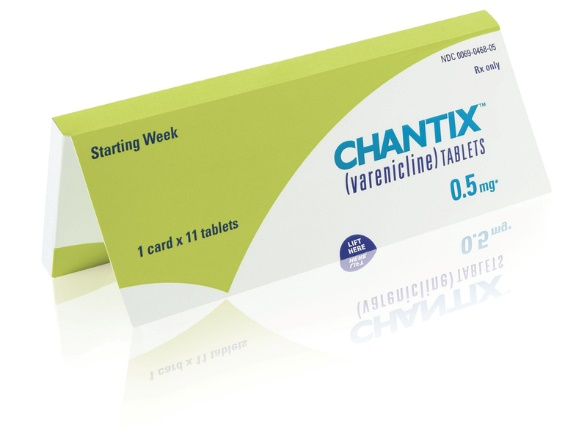 NDC 0069-0468-05
Rx only
Starting Week
CHANTIX™
(varenicline) TABLETS
0.5 mg*
1 card x 11 tablets
LIFT
HERE